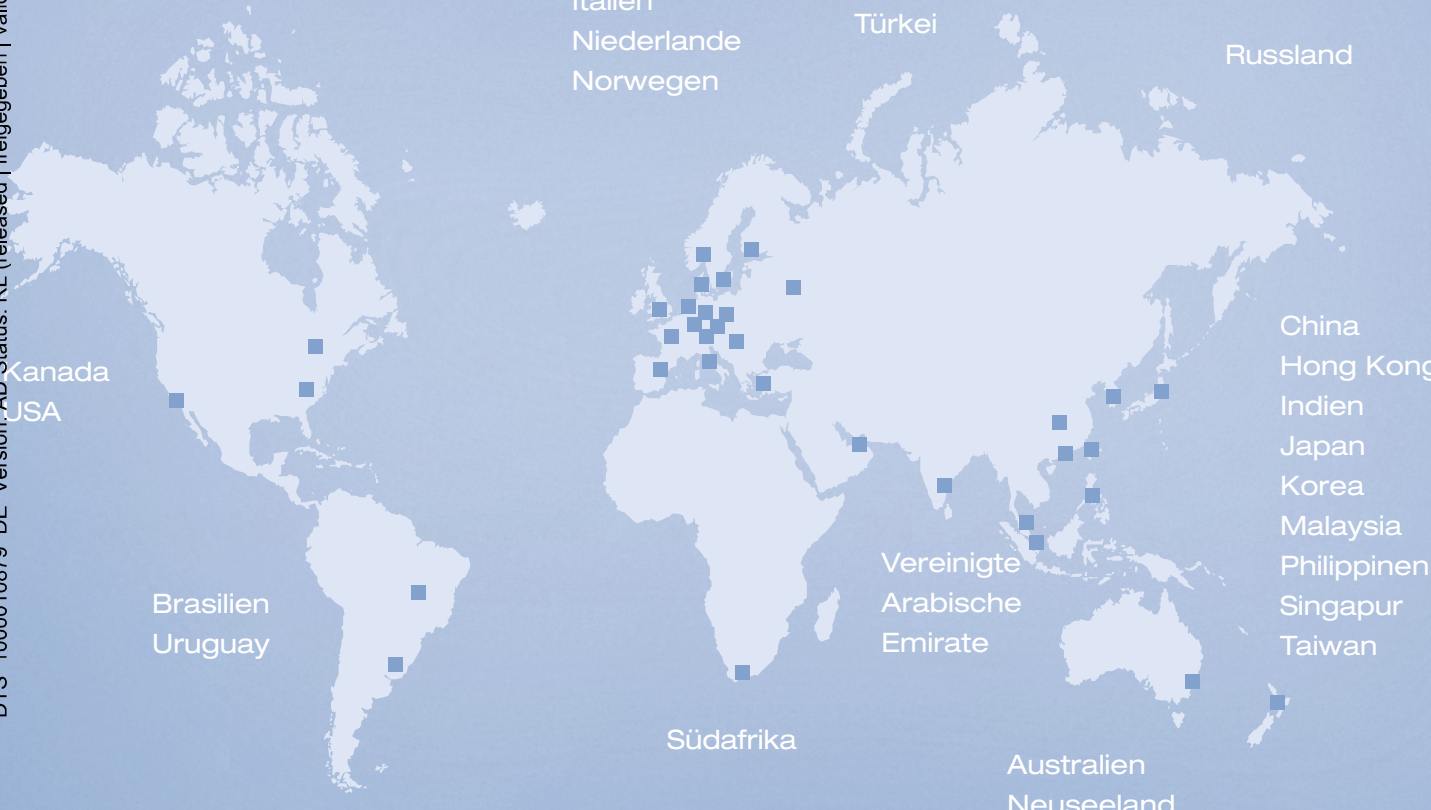 Italien
Niederlande
Norwegen
Türkei
Russland
Kanada
USA
China
Hong Kong
Indien
Japan
Korea
Malaysia
Philippinen
Singapur
Taiwan
Vereinigte
Arabische
Emirate
Brasilien
Uruguay
Südafrika
Australien
Neuseeland